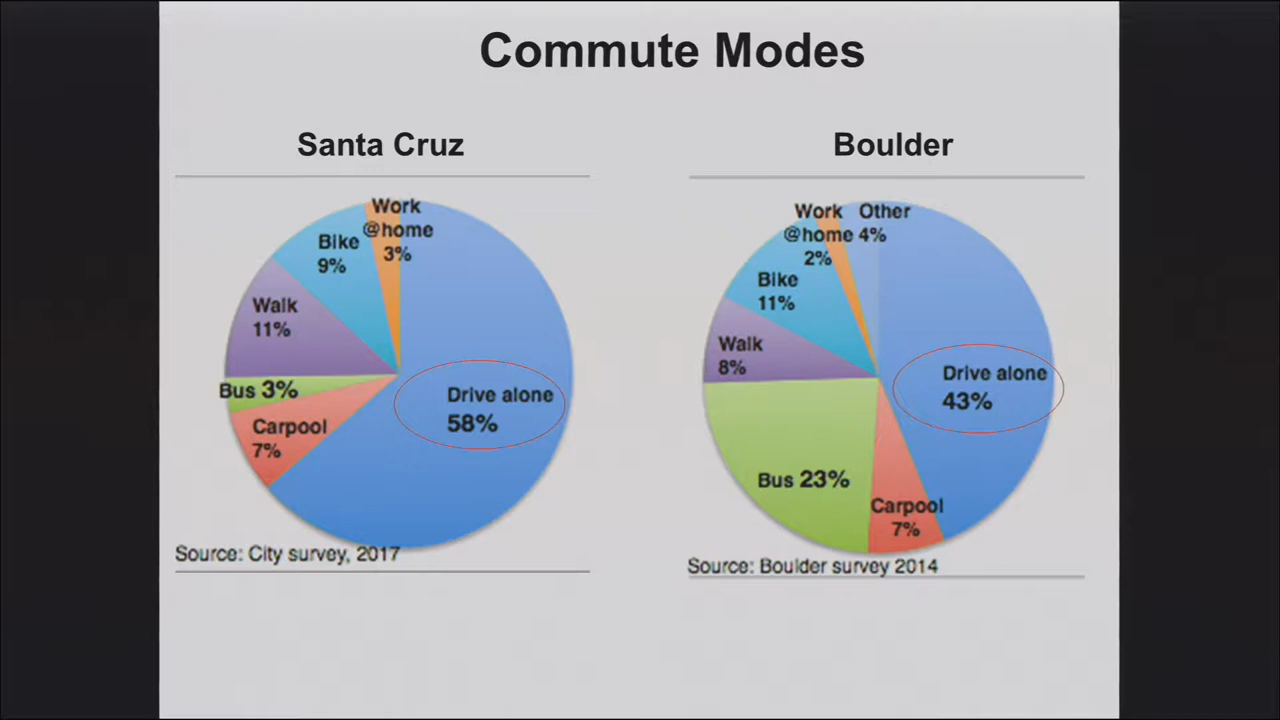 Commute Modes
Santa Cruz
Work
@home
3%
Bike
9%
Walk
11%
Bus 3%
Carpool
7%
Drive alone
58%
Source: City survey, 2017
Boulder
Work
@home
2%
Other
4%
Bike
11%
Walk
8%
Drive alone
43%
Bus 23%
Carpool
7%
Source: Boulder survey 2014